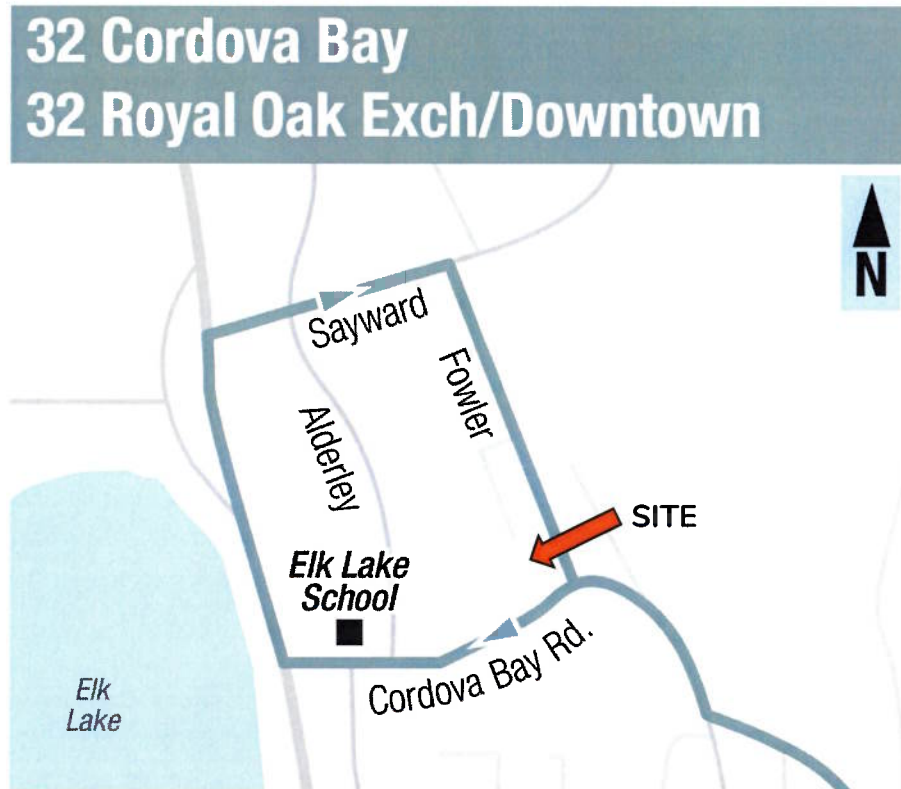 32 Cordova Bay
32 Royal Oak Exch/Downtown
N
Sayward
Fowler
Alderley
SITE
Elk Lake
School
Cordova Bay Rd.
Elk
Lake